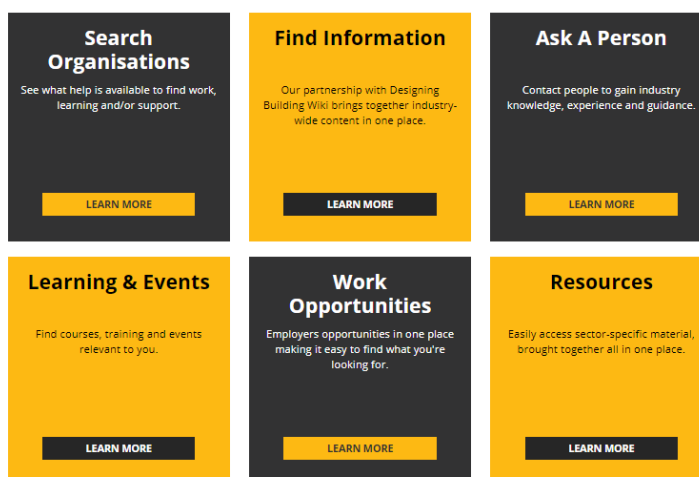 Search
Organisations
See what help is available to find work,
learning and/or support.
LEARN MORE
Find Information
Our partnership with Designing
Building Wiki brings together industry-
wide content in one place.
LEARN MORE
Ask A Person
Contact people to gain industry
knowledge, experience and guidance.
LEARN MORE
Learning & Events
Find courses, training and events
relevant to you.
LEARN MORE
Work
Opportunities
Employers opportunities in one place
making it easy to find what you're
looking for.
LEARN MORE
Resources
Easily access sector-specific material,
brought together all in one place.
LEARN MORE